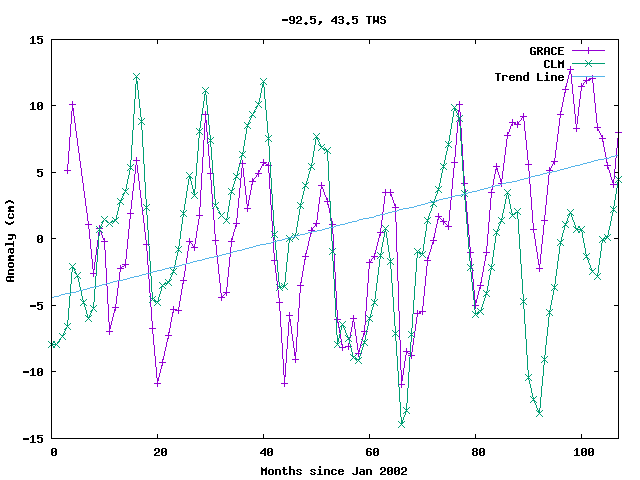 -92.5, 43.5 TWS
GRACE
CLM
Trend Line
15
10
5
0
-5
-10
-15
Anomaly (cm)
0 20 40 60 80 100
Months since Jan 2002